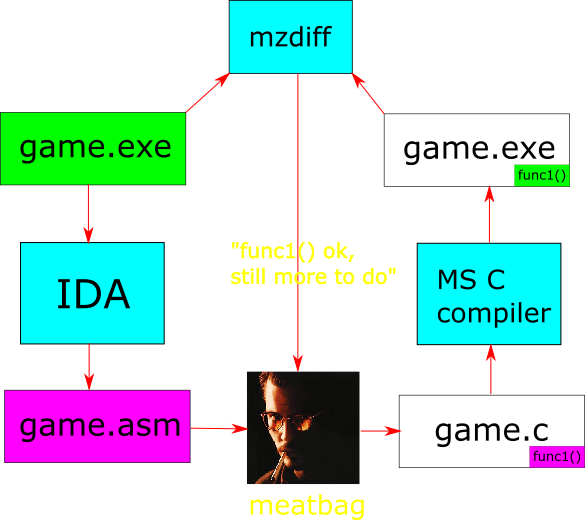 mzdiff
game.exe
game.exe
func1()
"func1() ok,
still more to do"
IDA
MS C
compiler
game.asm
game.c
func1()
meatbag